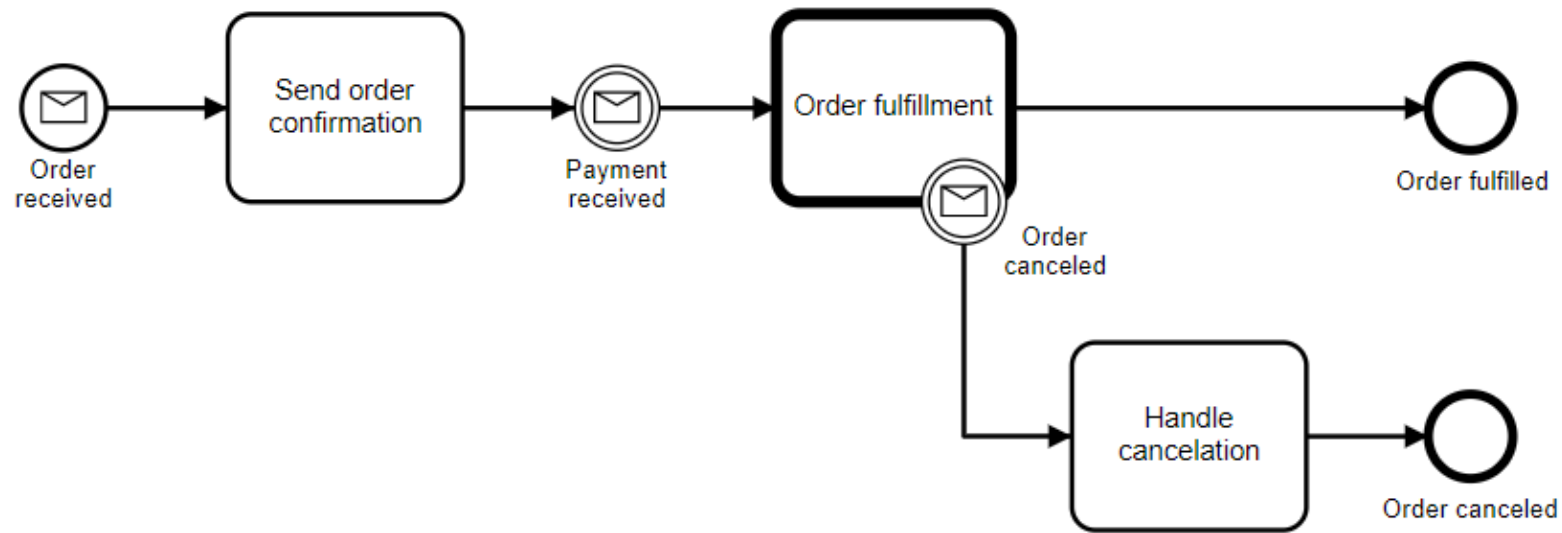 Send order
confirmation
Order fulfillment
Order
received
Payment
received
Order fulfilled
Order
canceled
Handle
cancelation
Order canceled